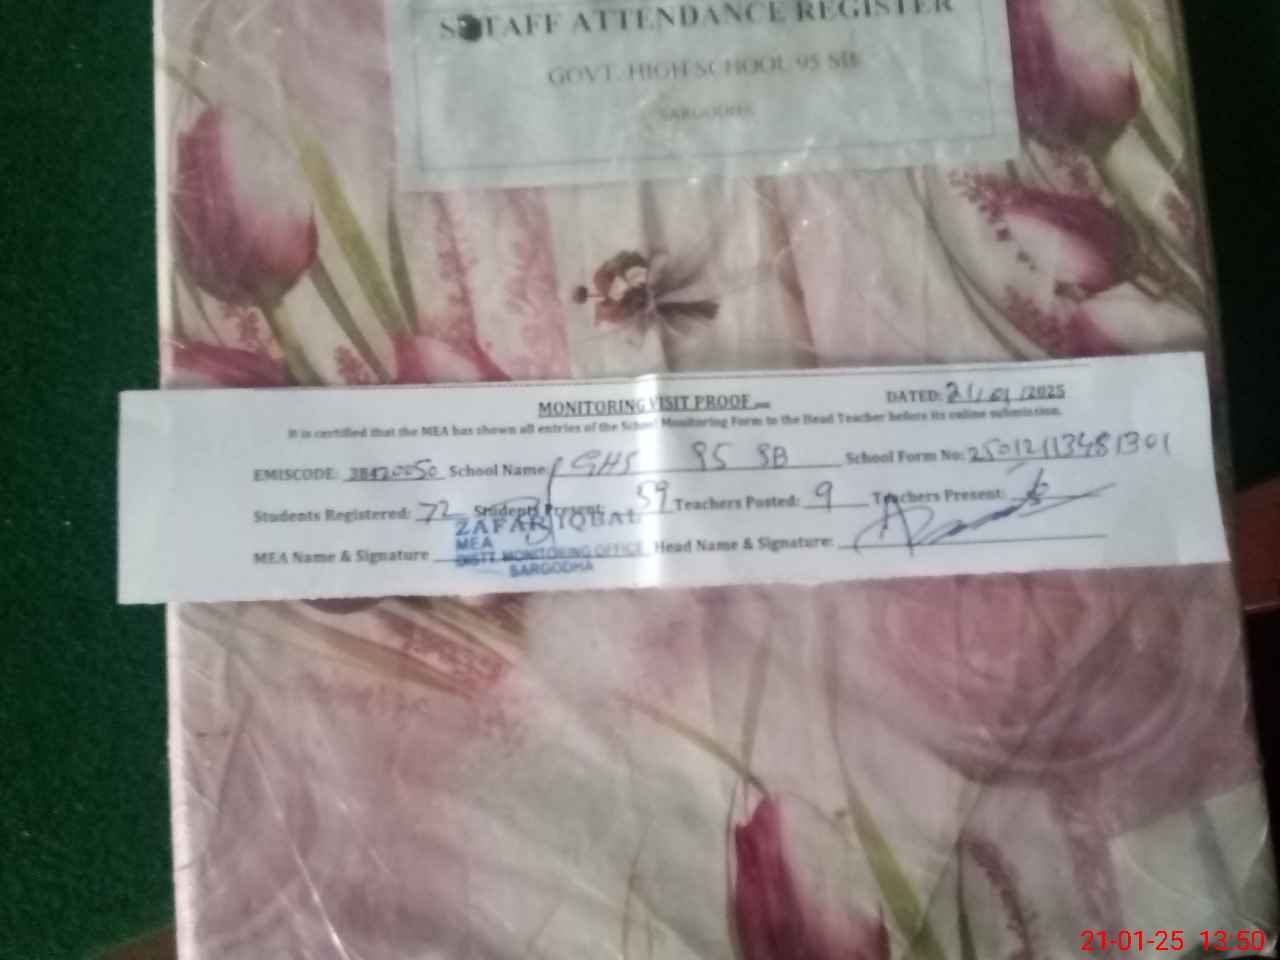 STAFF ATTENDANCE REGISTER
GOVT. HIGH SCHOOL 95 SB
SARGODHA
MONITORING VISIT PROOF
DATED: 21/01/2025
It is certified that the MEA has shown all entries of the School Monitoring Form to the Head Teacher before its online submission.
EMISCODE: 38420050 School Name: GHS 95 SB School Form No: 250121113481301
Students Registered: 72 Students Present: 59 Teachers Posted: 9 Teachers Present:
MEA Name & Signature Head Name & Signature:
ZAFAR IQBAL
MEA
DISTT. MONITORING OFFICE
SARGODHA
21-01-25 13:50